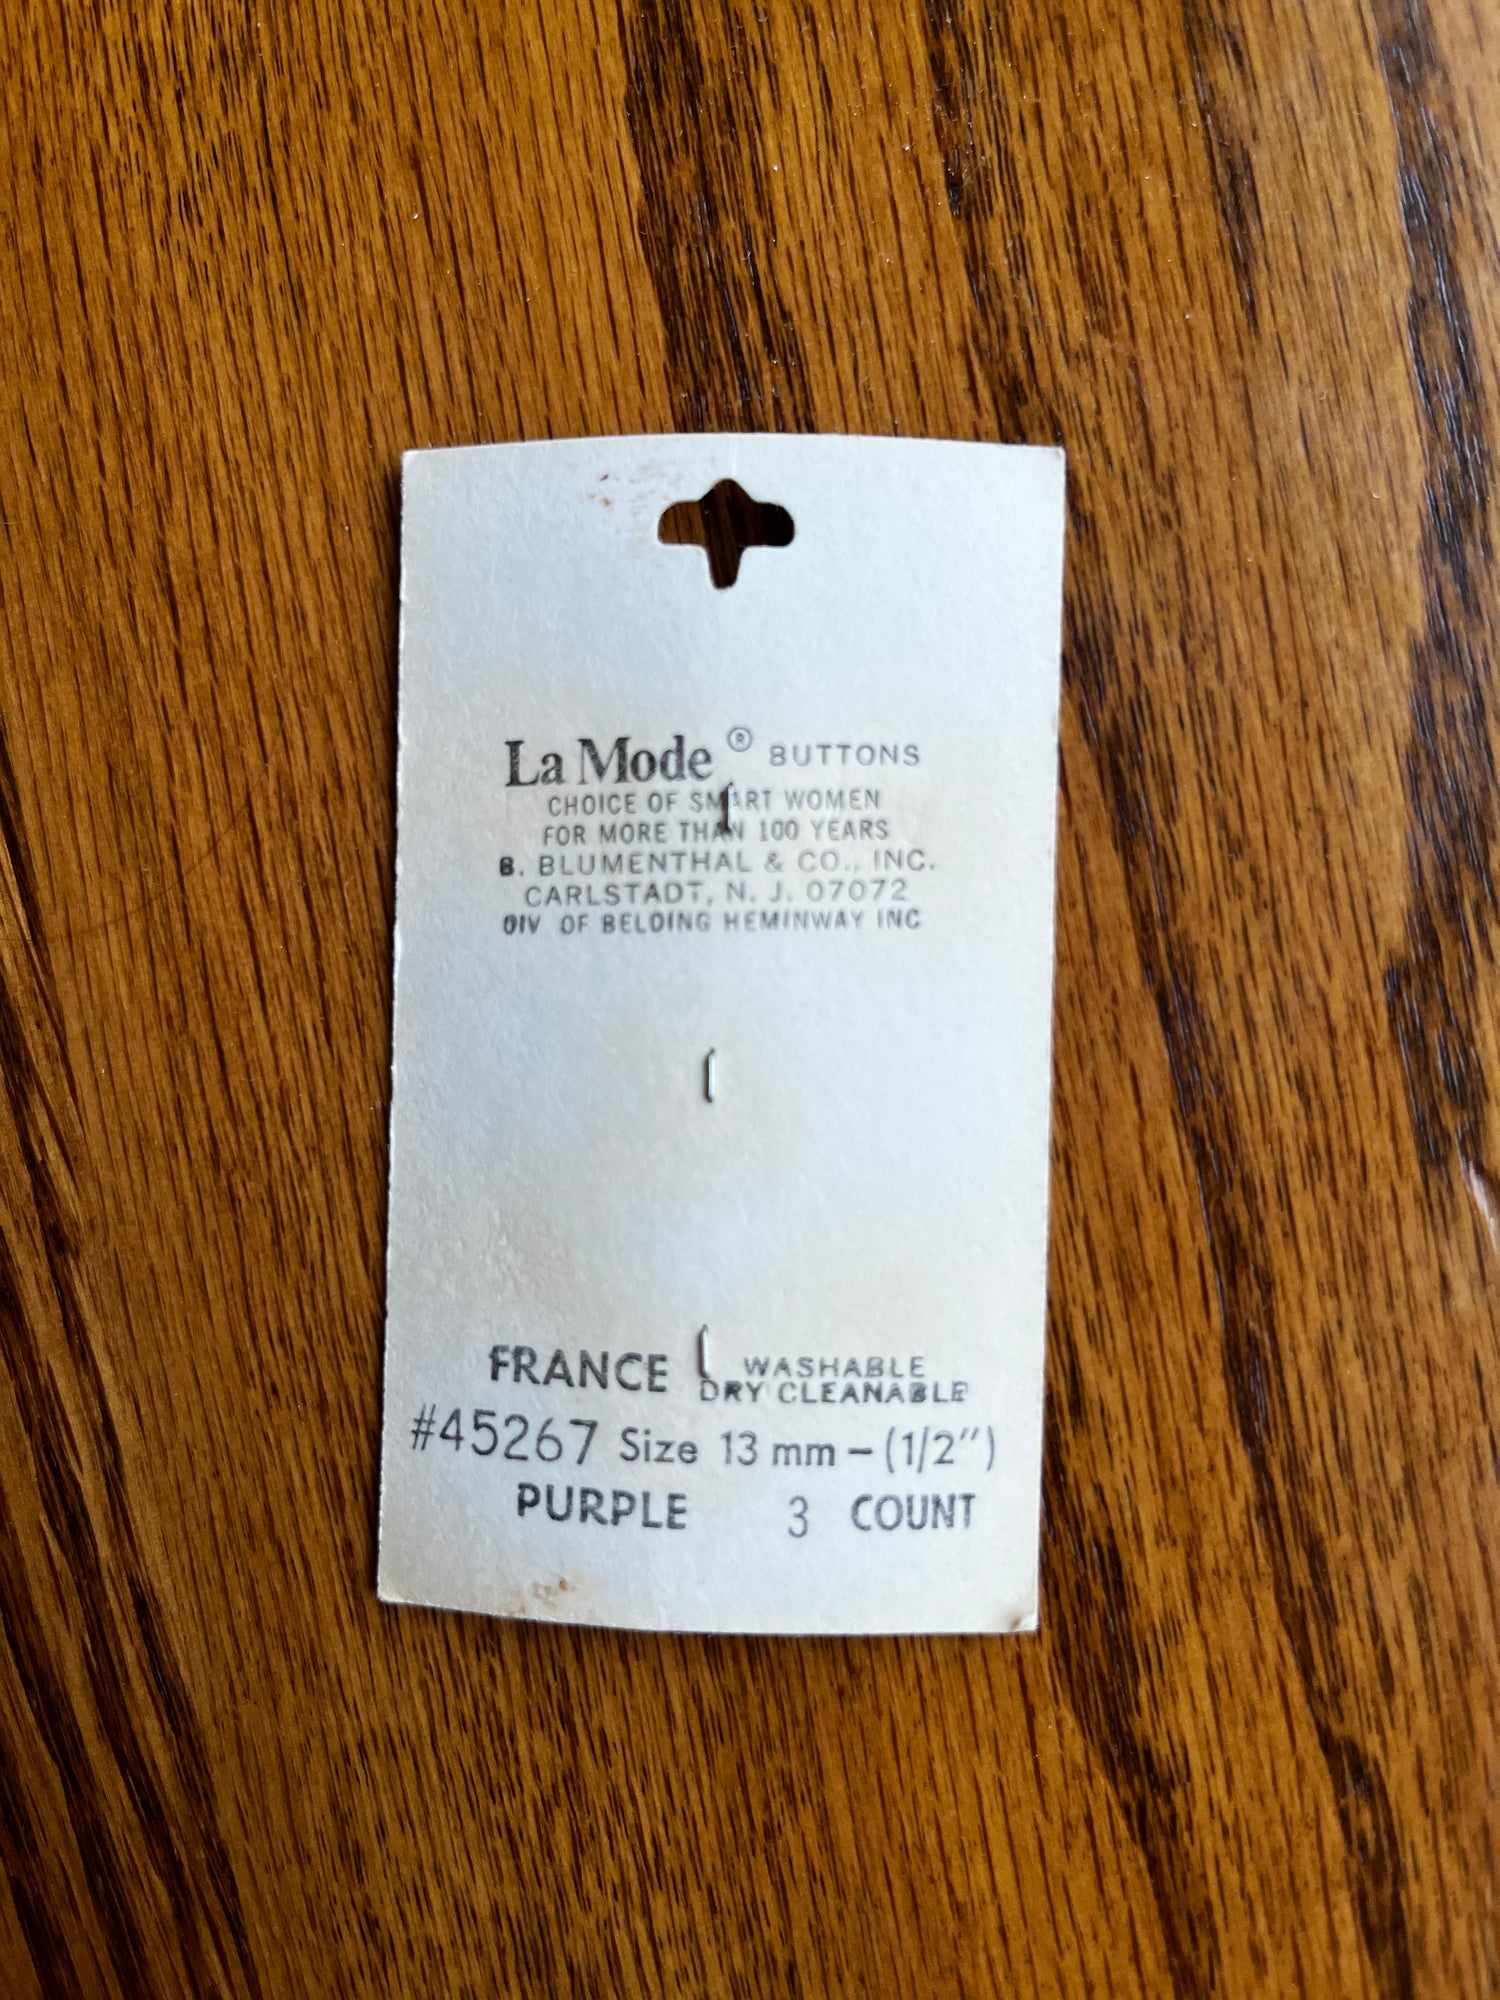 La Mode® BUTTONS
CHOICE OF SMART WOMEN
FOR MORE THAN 100 YEARS
B. BLUMENTHAL & CO., INC.
CARLSTADT, N. J. 07072
DIV OF BELDING HEMINWAY INC
FRANCE WASHABLE
DRY CLEANABLE
#45267 Size 13 mm – (1/2")
PURPLE 3 COUNT